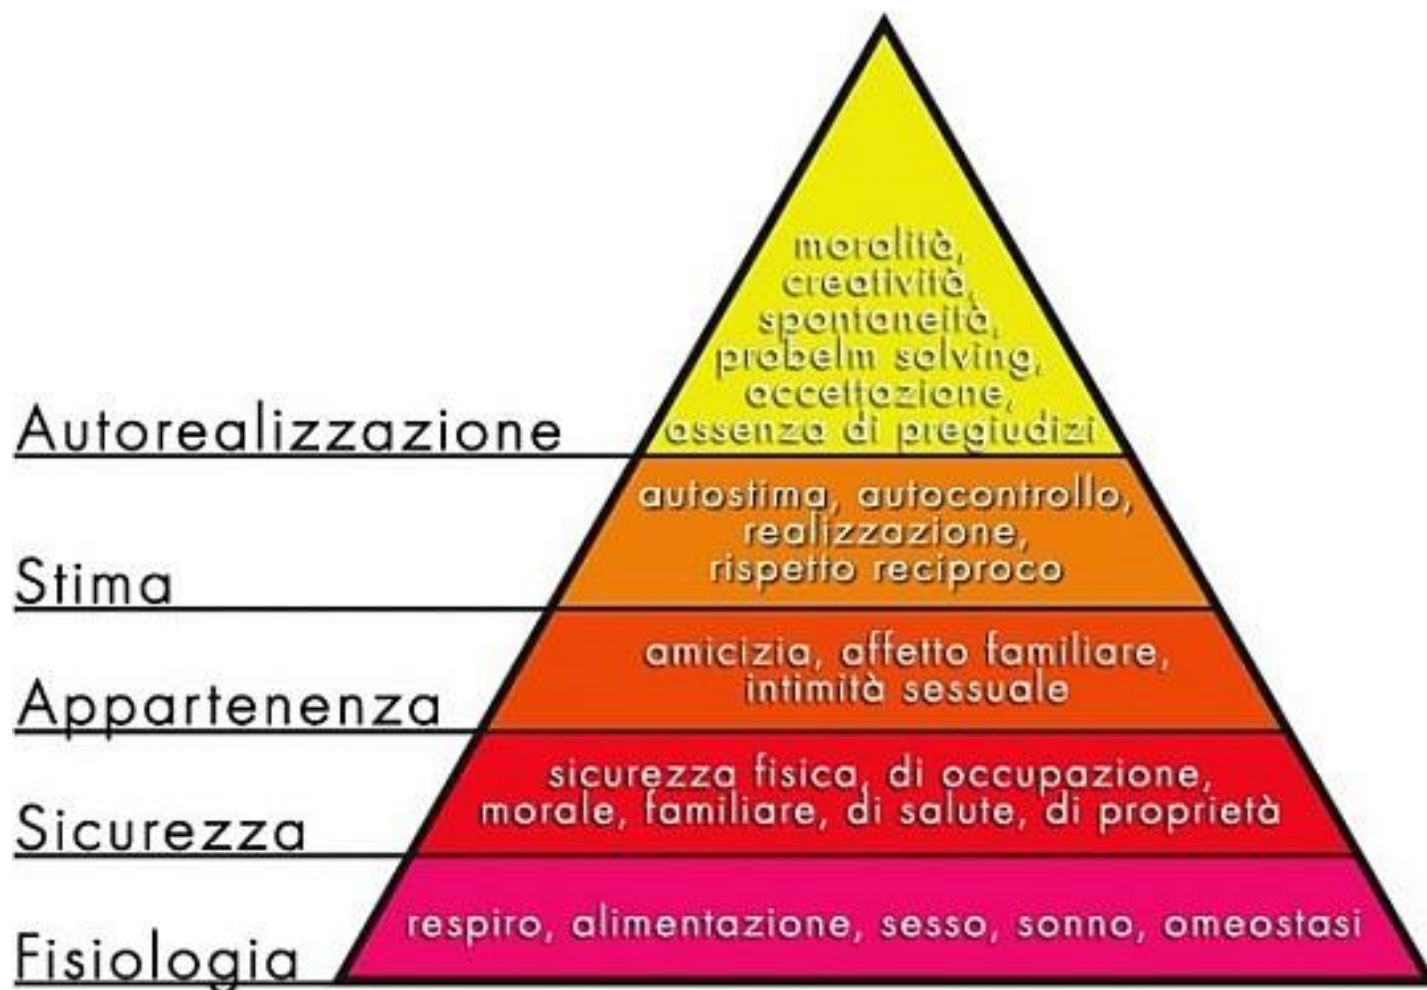 moralità,
creatività,
spontaneità,
probelm solving,
accettazione,
assenza di pregiudizi
Autorealizzazione
autostima, autocontrollo,
realizzazione,
rispetto reciproco
Stima
amicizia, affetto familiare,
intimità sessuale
Appartenenza
sicurezza fisica, di occupazione,
morale, familiare, di salute, di proprietà
Sicurezza
respiro, alimentazione, sesso, sonno, omeostasi
Fisiologia